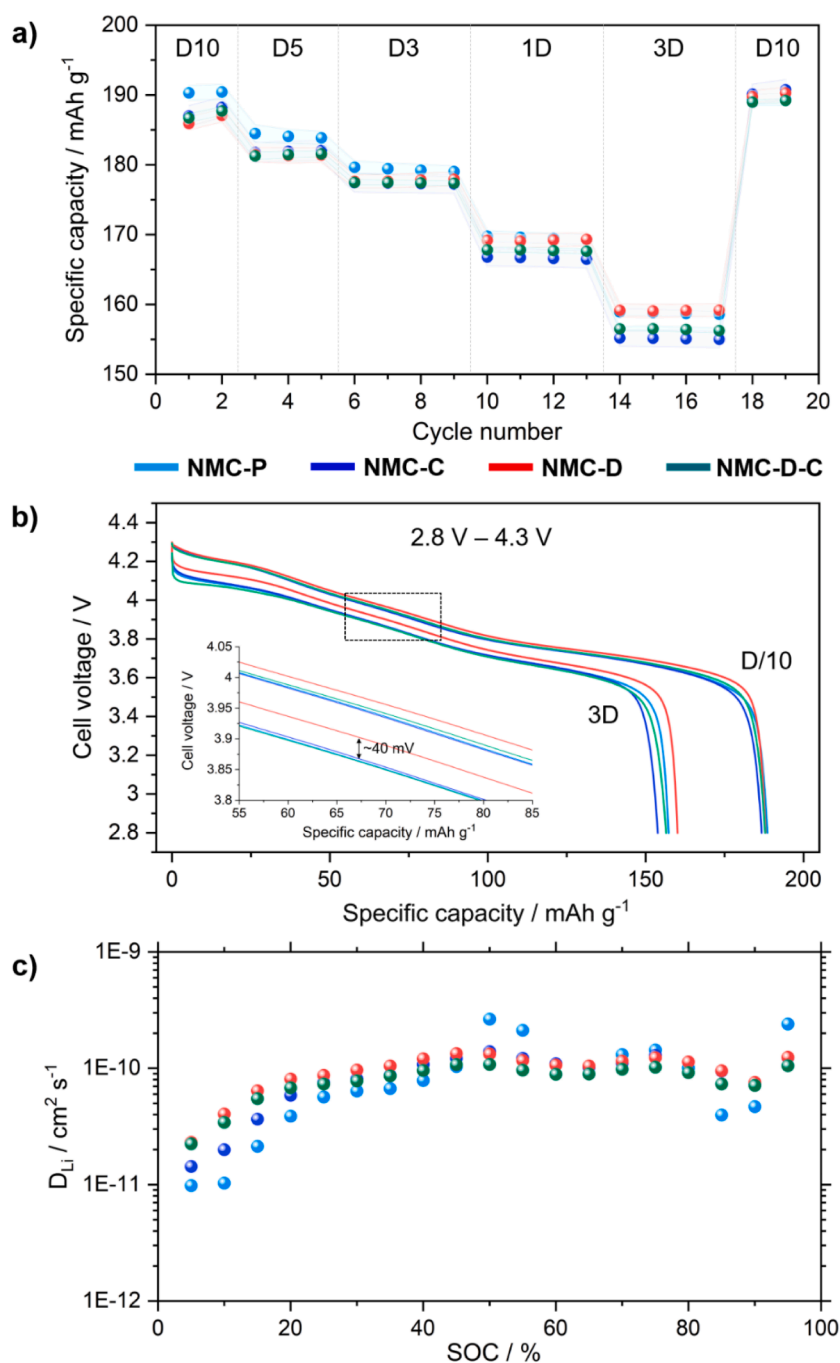 a)
D10 D5 D3 1D 3D D10
200
190
180
170
160
150
Specific capacity / mAh g⁻¹
0 2 4 6 8 10 12 14 16 18 20
Cycle number
NMC-P NMC-C NMC-D NMC-D-C
b)
2.8 V – 4.3 V
4.4
4.2
4.0
3.8
3.6
3.4
3.2
3.0
2.8
Cell voltage / V
D/10
3D
4.05
4
3.95
3.9
3.85
3.8
Cell voltage / V
~40 mV
55 60 65 70 75 80 85
Specific capacity / mAh g⁻¹
0 50 100 150 200
Specific capacity / mAh g⁻¹
c)
1E-9
1E-10
1E-11
1E-12
D_Li / cm² s⁻¹
0 20 40 60 80 100
SOC / %